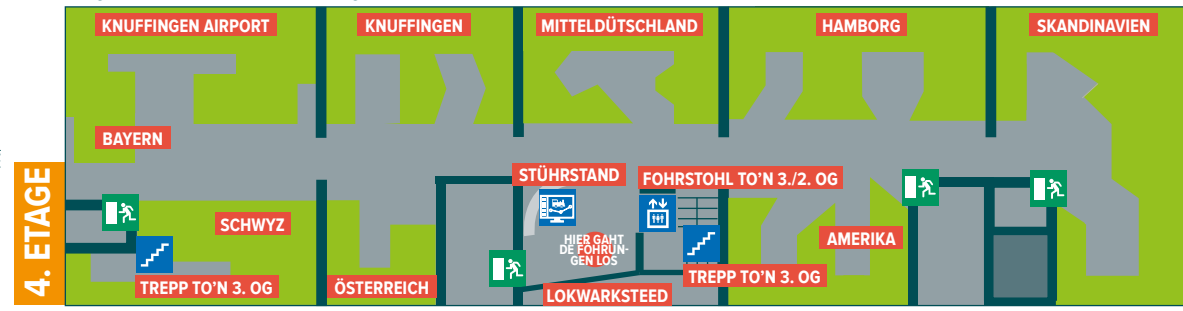 KNUFFINGEN AIRPORT
KNUFFINGEN
MITTELDÜTSCHLAND
HAMBORG
SKANDINAVIEN
BAYERN
4. ETAGE
STÜHRSTAND
FOHRSTOHL TO’N 3./2. OG
SCHWYZ
HIER GAHT
DE FÖHRUN-
GEN LOS
AMERIKA
TREPP TO’N 3. OG
ÖSTERREICH
LOKWARKSTEED
TREPP TO’N 3. OG